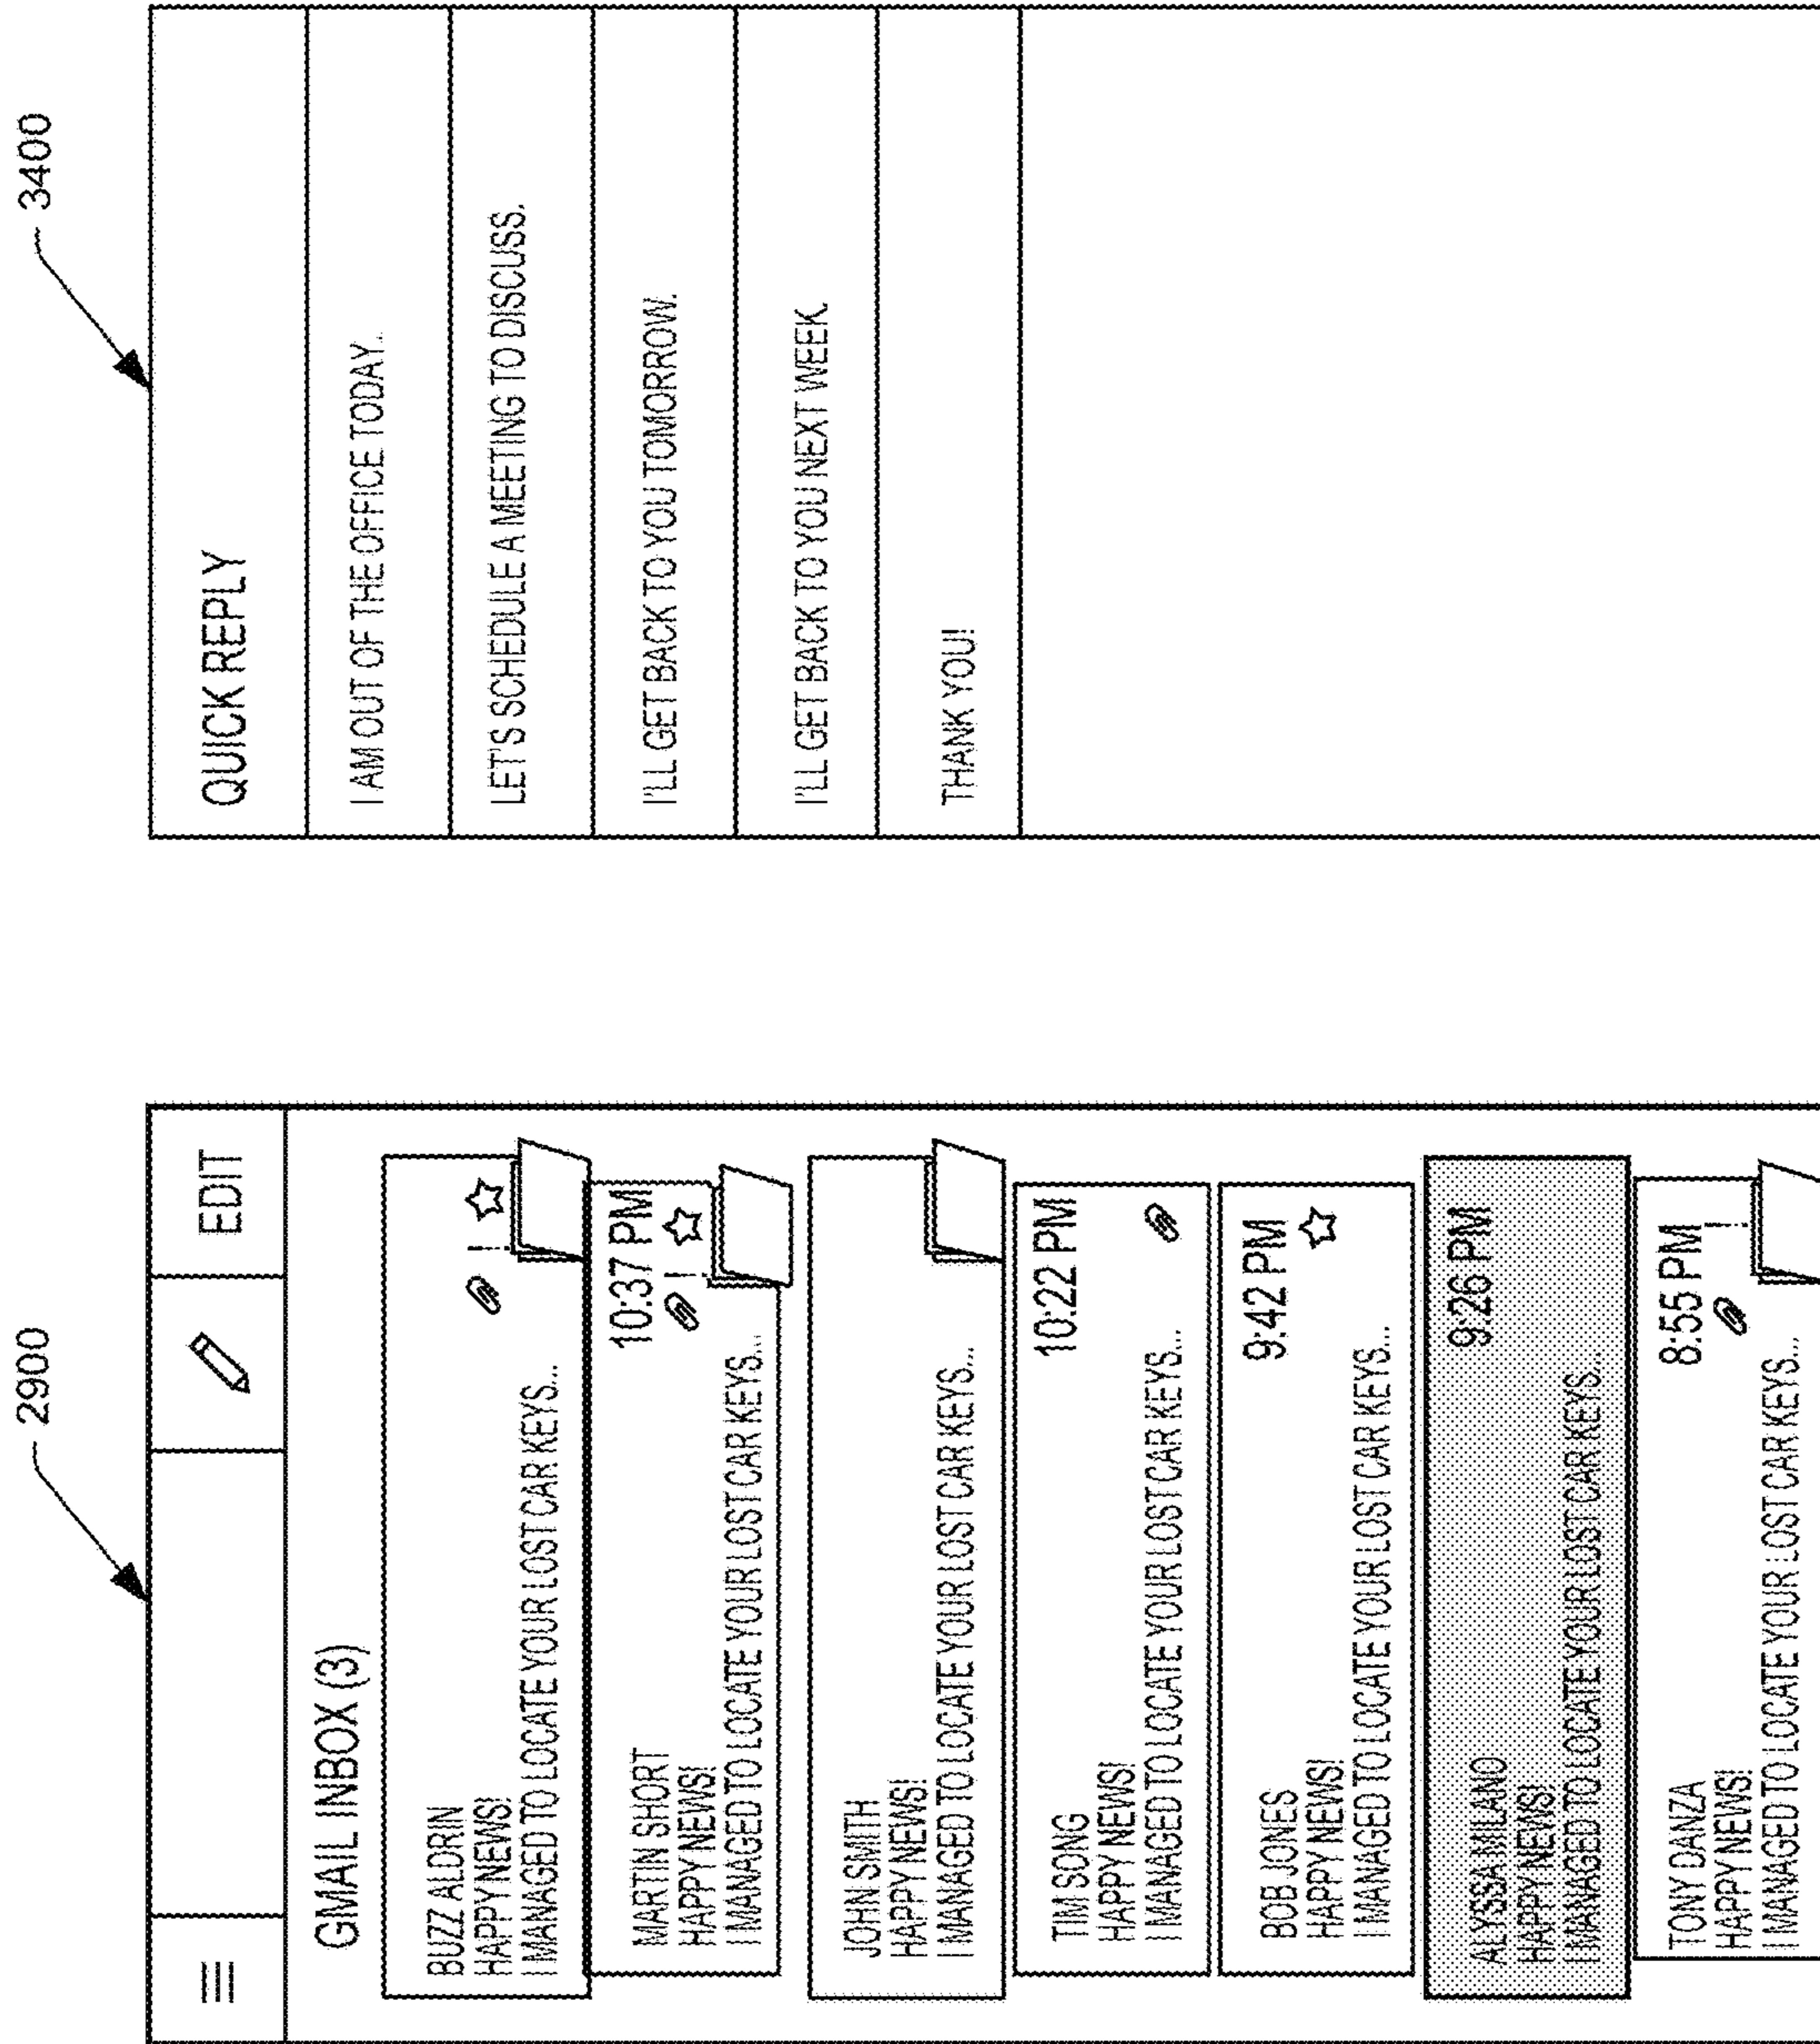 2900
EDIT
GMAIL INBOX (3)
BUZZ ALDRIN
HAPPY NEWS!
I MANAGED TO LOCATE YOUR LOST CAR KEYS...
MARTIN SHORT
10:37 PM
HAPPY NEWS!
I MANAGED TO LOCATE YOUR LOST CAR KEYS...
JOHN SMITH
HAPPY NEWS!
I MANAGED TO LOCATE YOUR LOST CAR KEYS...
TIM SONG
10:22 PM
HAPPY NEWS!
I MANAGED TO LOCATE YOUR LOST CAR KEYS...
BOB JONES
9:42 PM
HAPPY NEWS!
I MANAGED TO LOCATE YOUR LOST CAR KEYS...
ALYSSA MILANO
9:26 PM
HAPPY NEWS!
I MANAGED TO LOCATE YOUR LOST CAR KEYS...
TONY DANZA
8:55 PM
HAPPY NEWS!
I MANAGED TO LOCATE YOUR LOST CAR KEYS...
3400
QUICK REPLY
I AM OUT OF THE OFFICE TODAY.
LET'S SCHEDULE A MEETING TO DISCUSS.
I'LL GET BACK TO YOU TOMORROW.
I'LL GET BACK TO YOU NEXT WEEK.
THANK YOU!